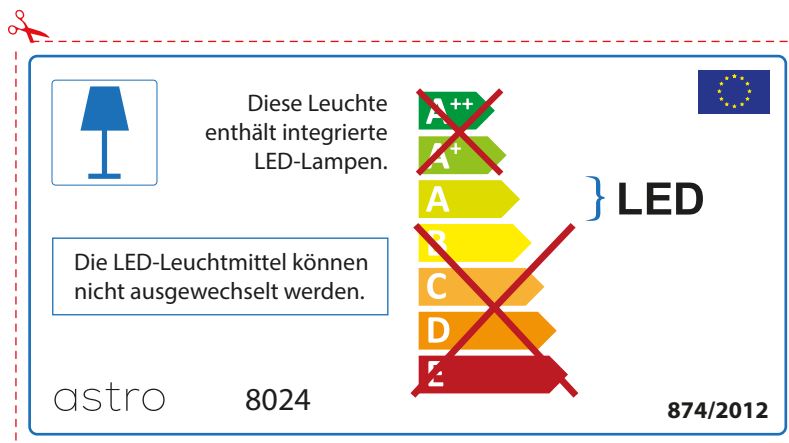 Diese Leuchte
enthält integrierte
LED-Lampen.
A++
A+
A
B
C
D
E
LED
Die LED-Leuchtmittel können
nicht ausgewechselt werden.
astro
8024
874/2012